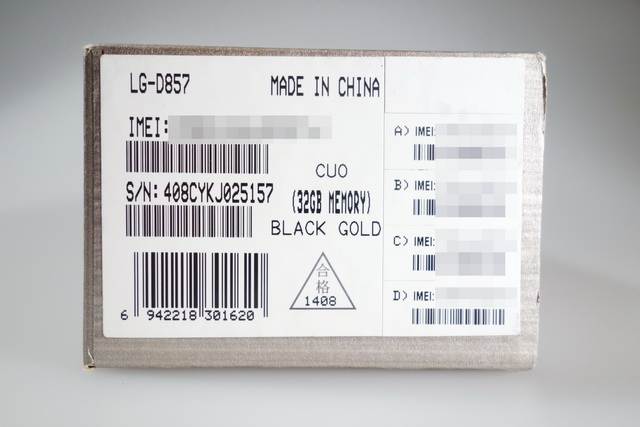 LG-D857
MADE IN CHINA
IMEI:
S/N: 408CYKJ025157
CUO
(32GB MEMORY)
BLACK GOLD
合
格
1408
6 942218 301620
A) IMEI:
B) IMEI:
C) IMEI:
D) IMEI: